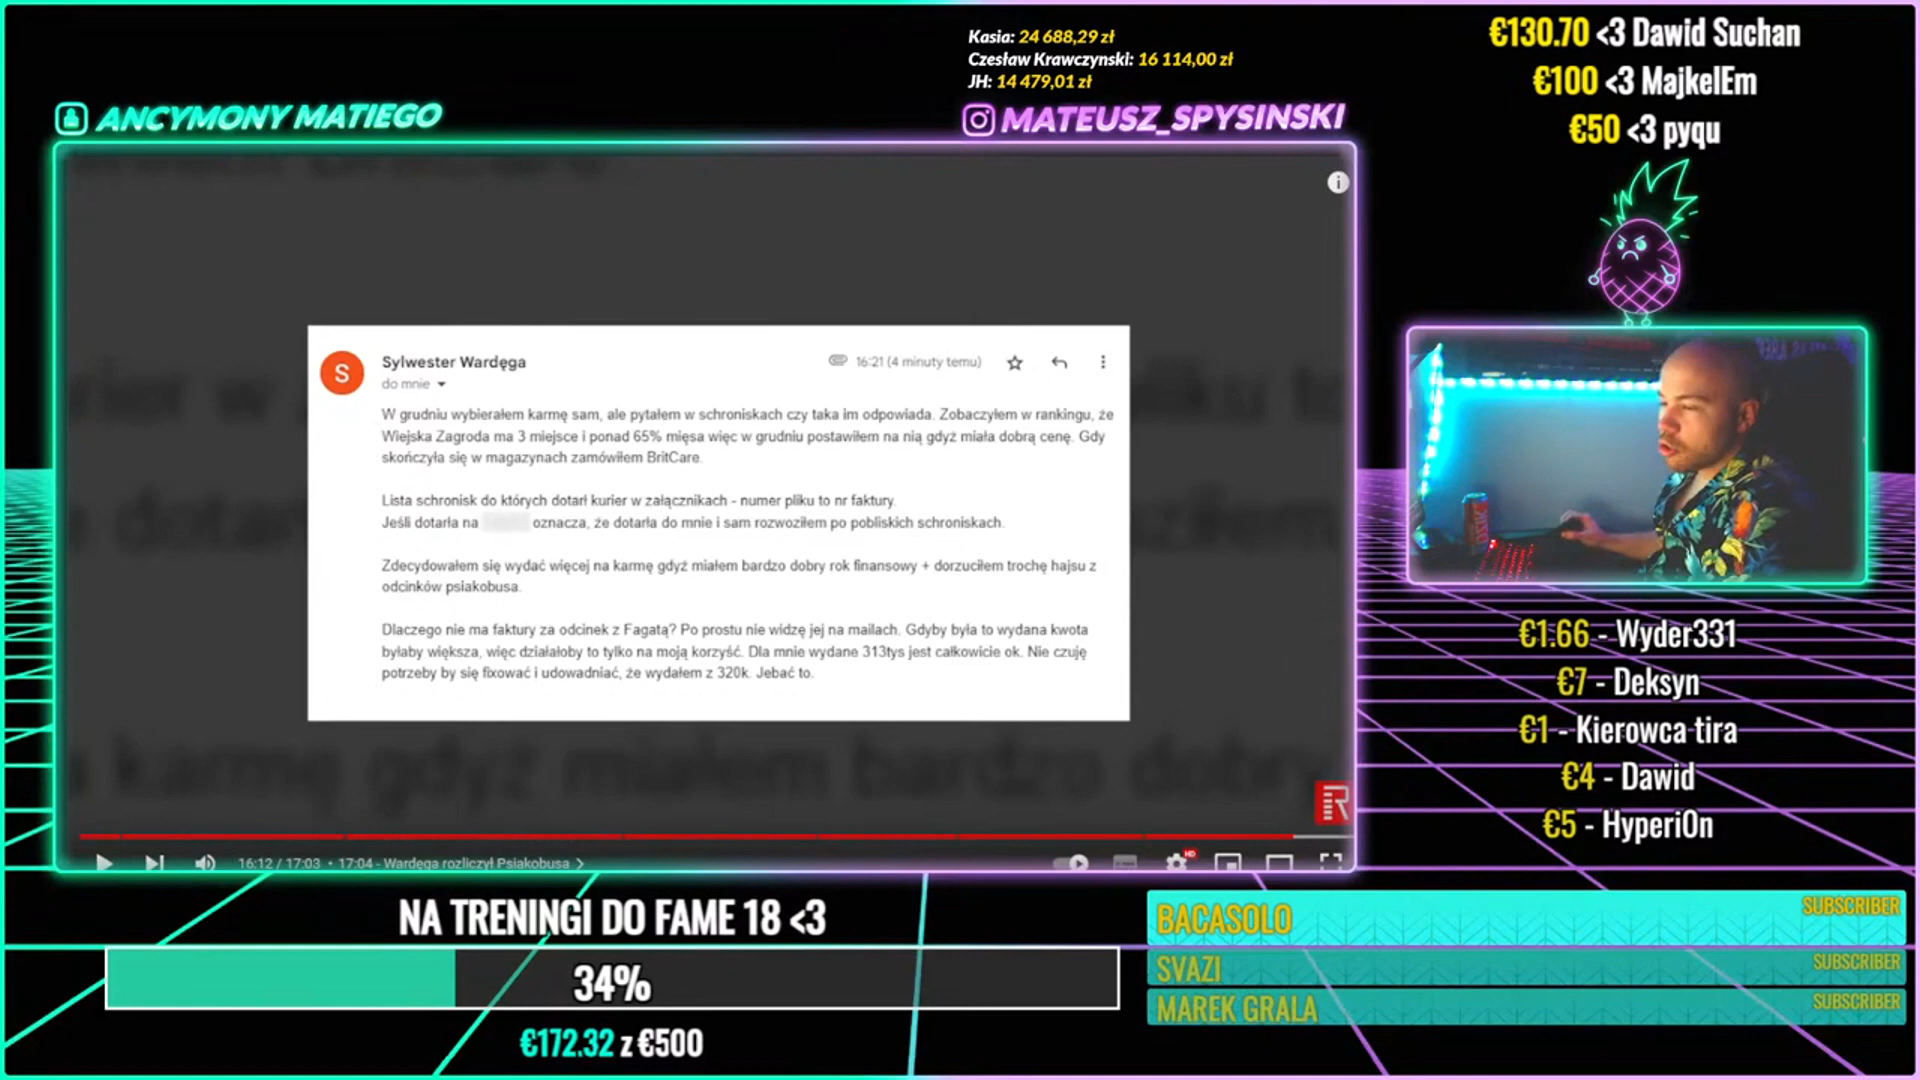 Kasia: 24 688,29 zł
Czesław Krawczynski: 16 114,00 zł
JH: 14 479,01 zł
€130.70 <3 Dawid Suchan
€100 <3 MajkelEm
€50 <3 pyqu
ANCYMONY MATIEGO
MATEUSZ_SPYSINSKI
S
Sylwester Wardęga
16:21 (4 minuty temu)
do mnie
W grudniu wybierałem karmę sam, ale pytałem w schroniskach czy taka im odpowiada. Zobaczyłem w rankingu, że
Wiejska Zagroda ma 3 miejsce i ponad 65% mięsa więc w grudniu postawiłem na nią gdyż miała dobrą cenę. Gdy
skończyła się w magazynach zamówiłem BritCare.
Lista schronisk do których dotarł kurier w załącznikach - numer pliku to nr faktury.
Jeśli dotarła na oznacza, że dotarła do mnie i sam rozwoziłem po pobliskich schroniskach.
Zdecydowałem się wydać więcej na karmę gdyż miałem bardzo dobry rok finansowy + dorzuciłem trochę hajsu z
odcinków psiakobusa.
Dlaczego nie ma faktury za odcinek z Fagatą? Po prostu nie widzę jej na mailach. Gdyby była to wydana kwota
byłaby większa, więc działałoby to tylko na moją korzyść. Dla mnie wydane 313tys jest całkowicie ok. Nie czuję
potrzeby by się fixować i udowadniać, że wydałem z 320k. Jebać to.
a karmę gdyż miałem bardzo dobry
R
16:12 / 17:03 • 17:04 - Wardęga rozliczył Psiakobusa >
HD
€1.66 - Wyder331
€7 - Deksyn
€1 - Kierowca tira
€4 - Dawid
€5 - Hyperi0n
NA TRENINGI DO FAME 18 <3
34%
€172.32 z €500
BACASOLO SUBSCRIBER
SVAZI SUBSCRIBER
MAREK GRALA SUBSCRIBER